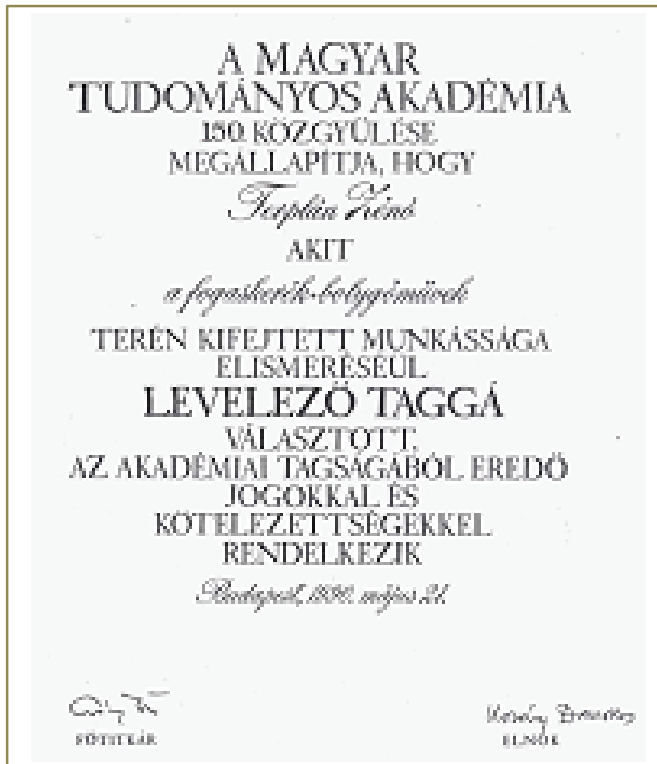 A MAGYAR
TUDOMÁNYOS AKADÉMIA
150. KÖZGYŰLÉSE
MEGÁLLAPÍTJA, HOGY
Terplán Zénó
AKIT
a fogaskerék-bolygóművek
TERÉN KIFEJTETT MUNKÁSSÁGA
ELISMERÉSÉÜL
LEVELEZŐ TAGGÁ
VÁLASZTOTT,
AZ AKADÉMIAI TAGSÁGÁBÓL EREDŐ
JOGOKKAL ÉS
KÖTELEZETTSÉGEKKEL
RENDELKEZIK
Budapest, 1990. május 21.
FŐTITKÁR
ELNÖK